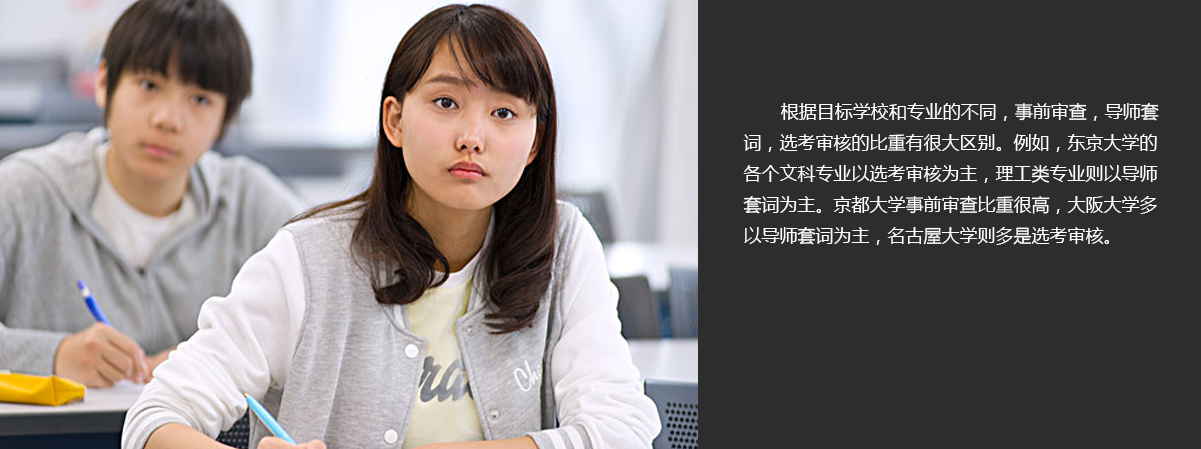 根据目标学校和专业的不同，事前审查，导师套
词，选考审核的比重有很大区别。例如，东京大学的
各个文科专业以选考审核为主，理工类专业则以导师
套词为主。京都大学事前审查比重很高，大阪大学多
以导师套词为主，名古屋大学则多是选考审核。